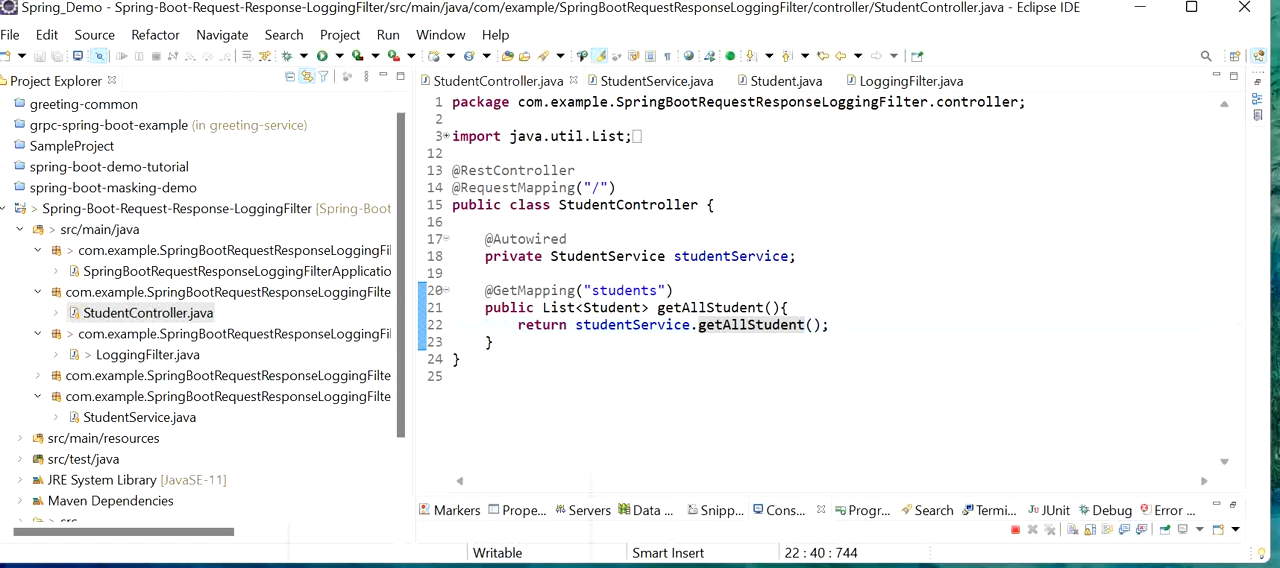 Spring_Demo - Spring-Boot-Request-Response-LoggingFilter/src/main/java/com/example/SpringBootRequestResponseLoggingFilter/controller/StudentController.java - Eclipse IDE
File Edit Source Refactor Navigate Search Project Run Window Help
Project Explorer
greeting-common
grpc-spring-boot-example (in greeting-service)
SampleProject
spring-boot-demo-tutorial
spring-boot-masking-demo
> Spring-Boot-Request-Response-LoggingFilter [Spring-Boot
> src/main/java
> com.example.SpringBootRequestResponseLoggingFil
SpringBootRequestResponseLoggingFilterApplicatio
com.example.SpringBootRequestResponseLoggingFilte
StudentController.java
> com.example.SpringBootRequestResponseLoggingFil
> LoggingFilter.java
com.example.SpringBootRequestResponseLoggingFilte
com.example.SpringBootRequestResponseLoggingFilte
StudentService.java
src/main/resources
src/test/java
JRE System Library [JavaSE-11]
Maven Dependencies
> src
StudentController.java StudentService.java Student.java LoggingFilter.java
1 package com.example.SpringBootRequestResponseLoggingFilter.controller;
2
3 import java.util.List;
12
13 @RestController
14 @RequestMapping("/")
15 public class StudentController {
16
17 @Autowired
18 private StudentService studentService;
19
20 @GetMapping("students")
21 public List<Student> getAllStudent(){
22 return studentService.getAllStudent();
23 }
24 }
25
Markers Prope... Servers Data ... Snipp... Cons... Progr... Search Termi... JUnit Debug Error ...
Writable Smart Insert 22 : 40 : 744